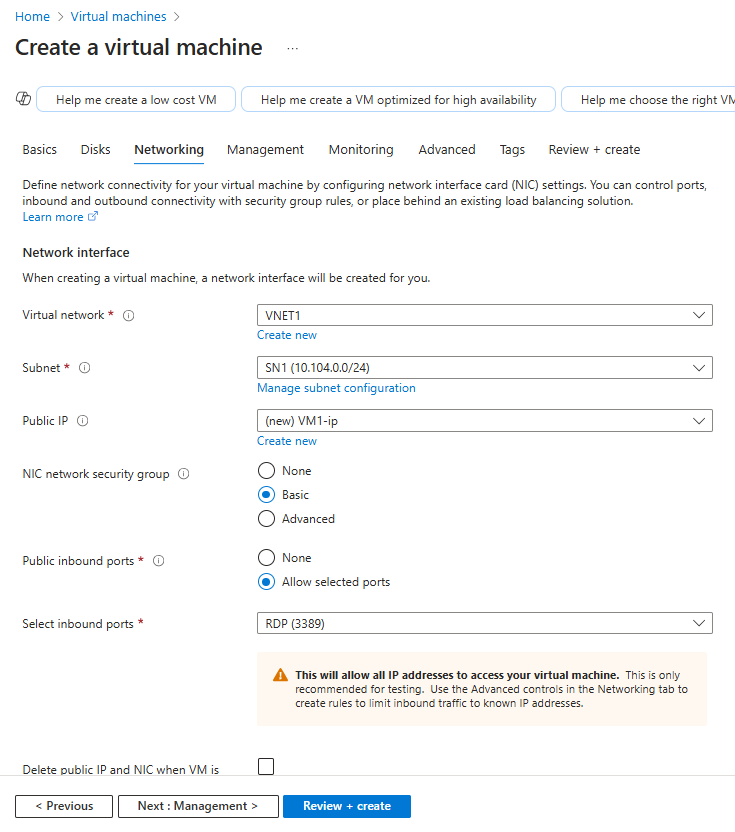 Home > Virtual machines >
Create a virtual machine ...
Help me create a low cost VM Help me create a VM optimized for high availability Help me choose the right VM
Basics Disks Networking Management Monitoring Advanced Tags Review + create
Define network connectivity for your virtual machine by configuring network interface card (NIC) settings. You can control ports,
inbound and outbound connectivity with security group rules, or place behind an existing load balancing solution.
Learn more
Network interface
When creating a virtual machine, a network interface will be created for you.
Virtual network * VNET1
Create new
Subnet * SN1 (10.104.0.0/24)
Manage subnet configuration
Public IP (new) VM1-ip
Create new
NIC network security group None
Basic
Advanced
Public inbound ports * None
Allow selected ports
Select inbound ports * RDP (3389)
This will allow all IP addresses to access your virtual machine. This is only
recommended for testing. Use the Advanced controls in the Networking tab to
create rules to limit inbound traffic to known IP addresses.
Delete public IP and NIC when VM is
< Previous Next : Management > Review + create